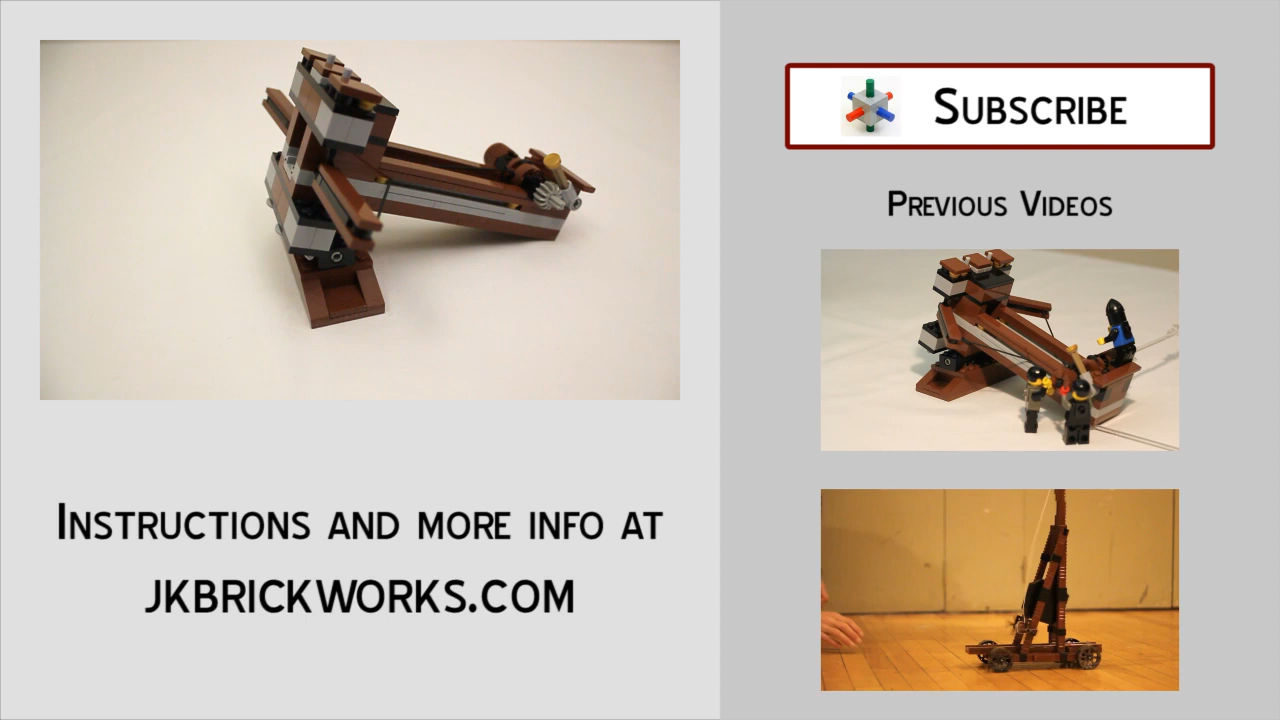 Subscribe
Previous Videos
Instructions and more info at
jkbrickworks.com